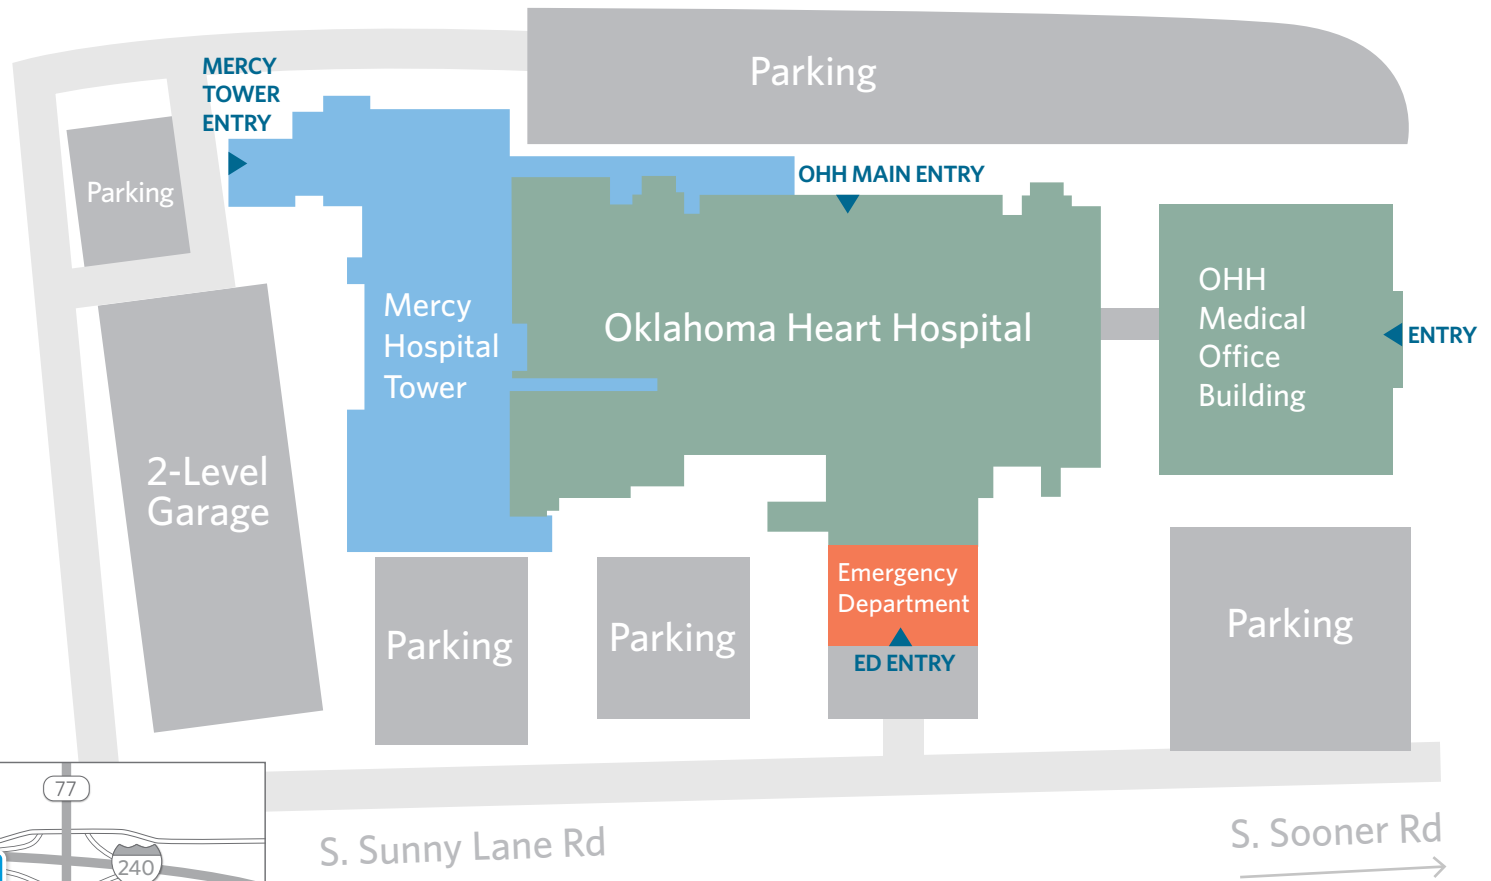 Parking
MERCY
TOWER
ENTRY
Parking
OHH MAIN ENTRY
Mercy
Hospital
Tower
Oklahoma Heart Hospital
OHH
Medical
Office
Building
ENTRY
2-Level
Garage
Emergency
Department
ED ENTRY
Parking
Parking
Parking
77
240
S. Sunny Lane Rd
S. Sooner Rd